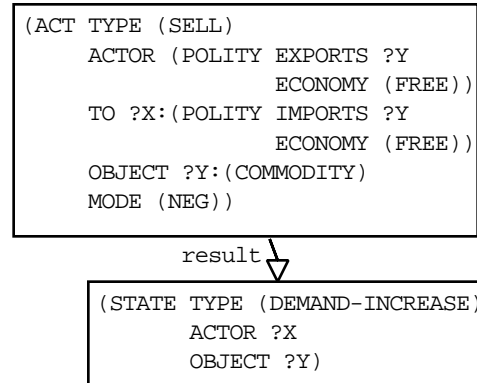 (ACT TYPE (SELL)
ACTOR (POLITY EXPORTS ?Y
ECONOMY (FREE))
TO ?X:(POLITY IMPORTS ?Y
ECONOMY (FREE))
OBJECT ?Y:(COMMODITY)
MODE (NEG))
result
(STATE TYPE (DEMAND-INCREASE)
ACTOR ?X
OBJECT ?Y)